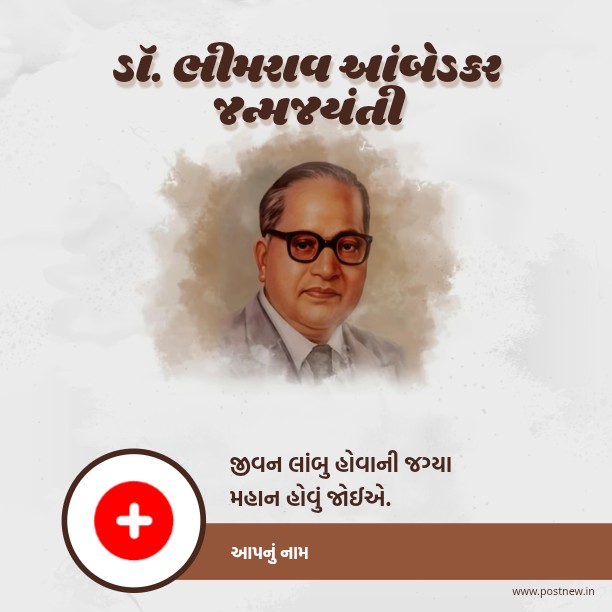 ડૉ. ભીમરાવ આંબેડકર
જન્મજયંતી
જીવન લાંબુ હોવાની જગ્યા
મહાન હોવું જોઈએ.
આપનું નામ
www.postnew.in